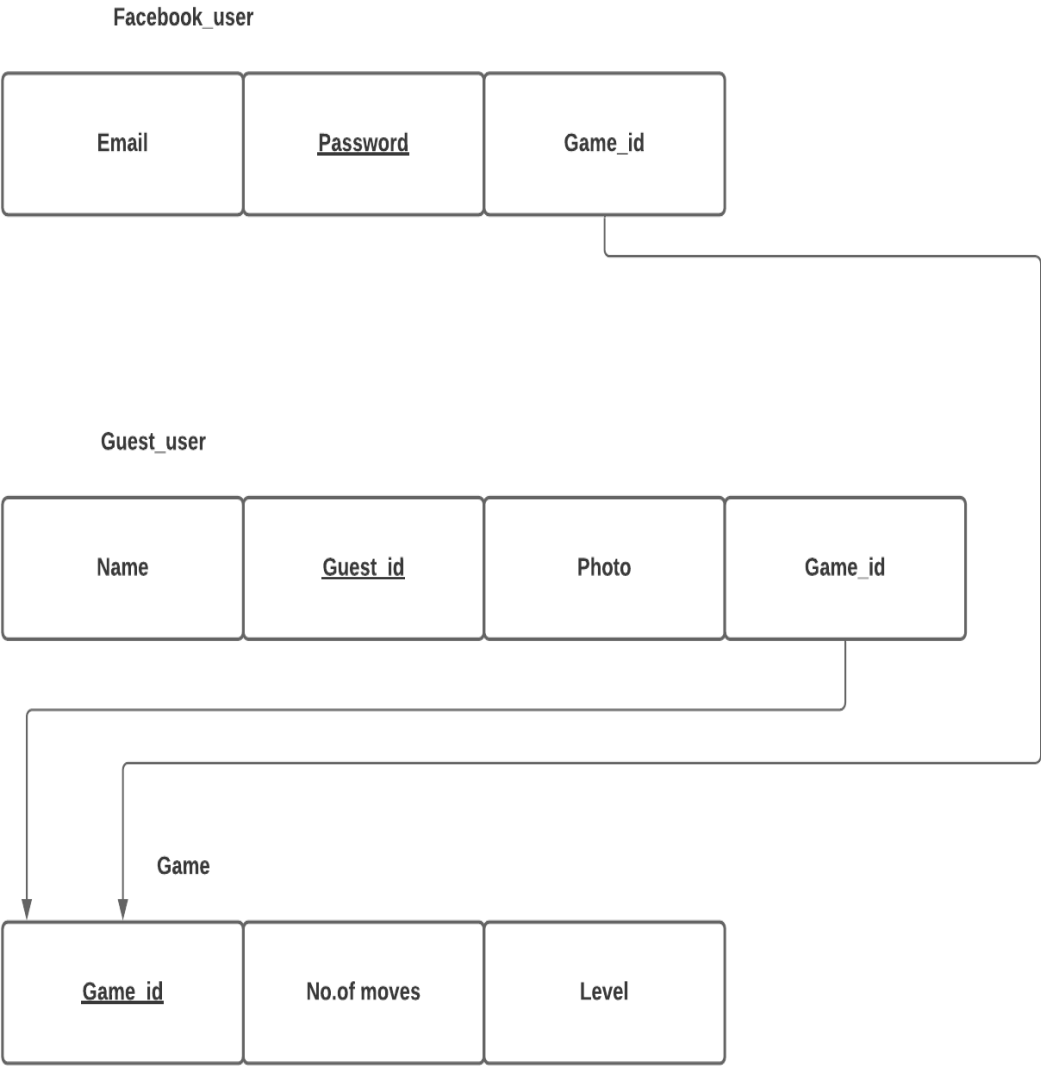 Facebook_user
Email Password Game_id
Guest_user
Name Guest_id Photo Game_id
Game
Game_id No.of moves Level